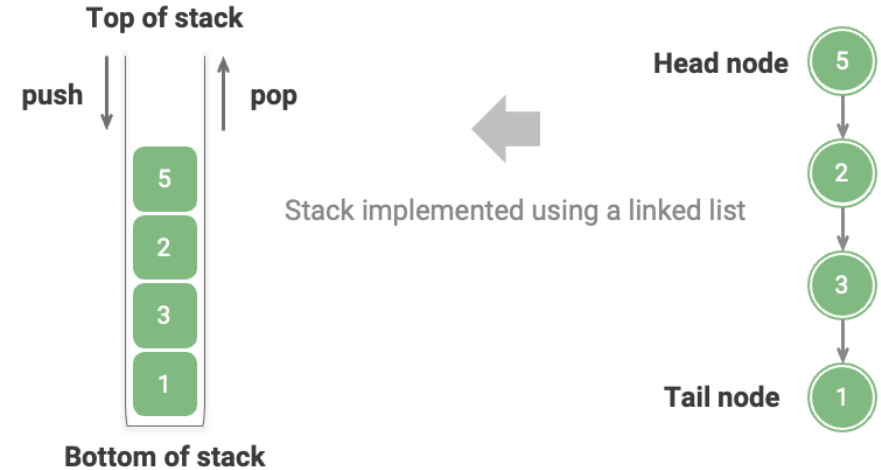 Top of stack
push
pop
5
2
3
1
Bottom of stack
Stack implemented using a linked list
Head node
5
2
3
Tail node
1